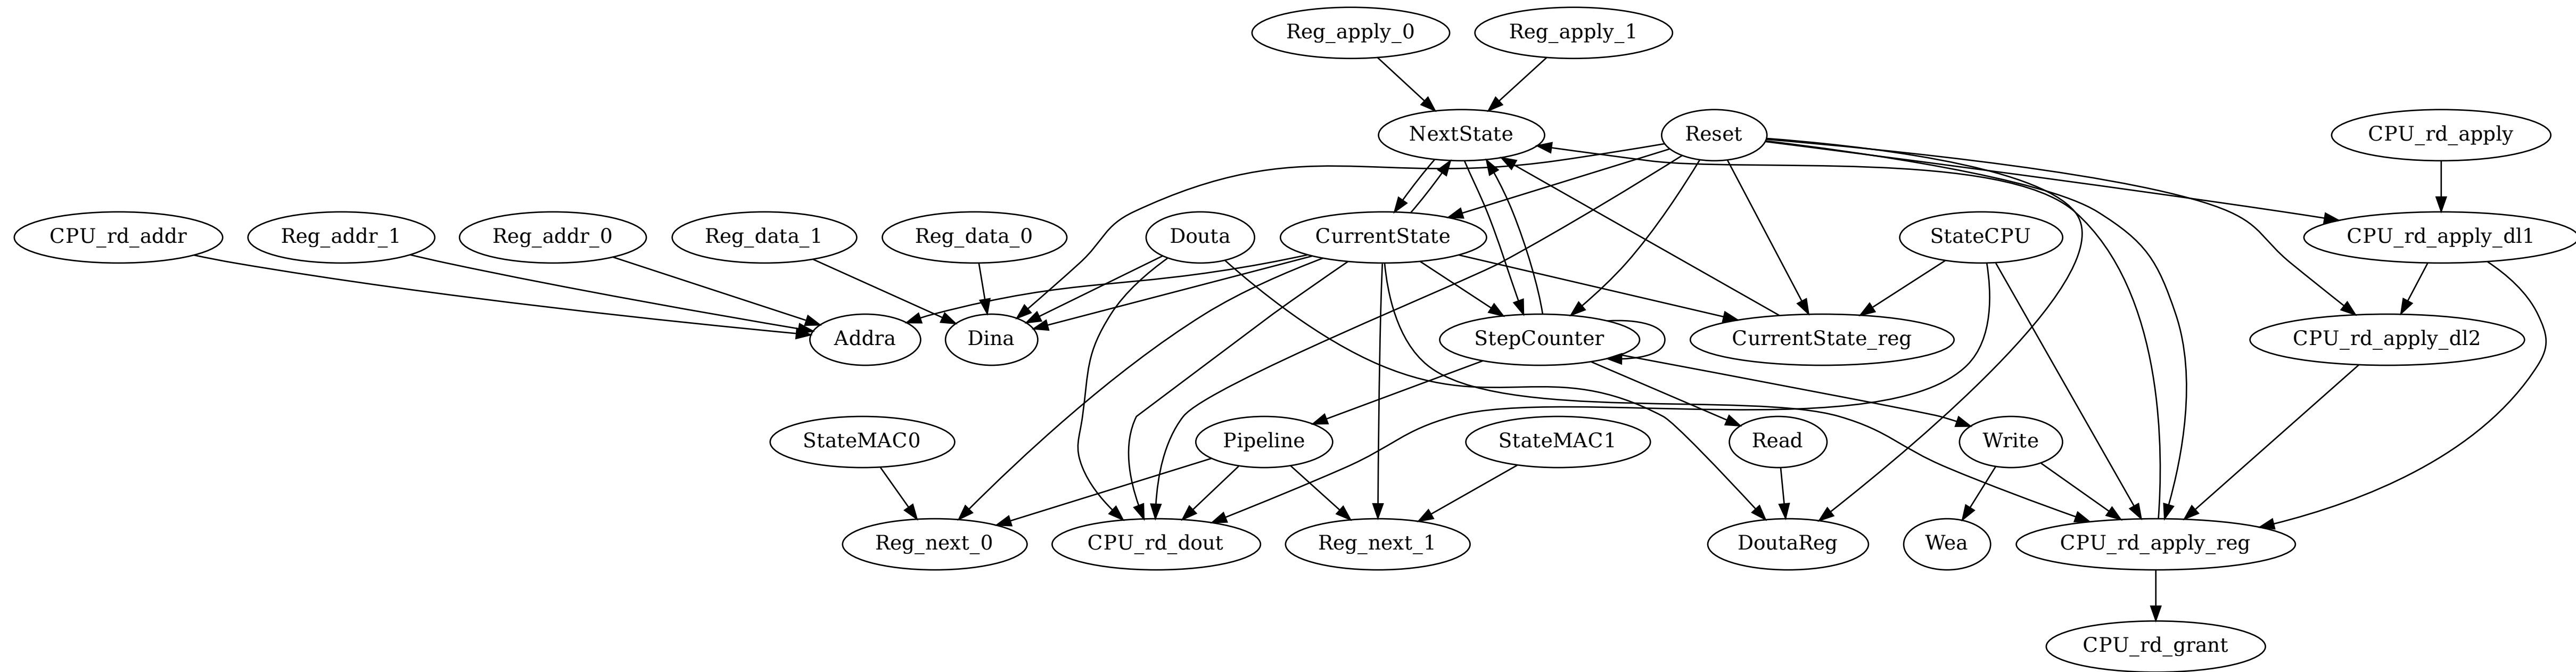 Reg_apply_0
Reg_apply_1
NextState
Reset
CPU_rd_apply
CPU_rd_addr
Reg_addr_1
Reg_addr_0
Reg_data_1
Reg_data_0
Douta
CurrentState
StateCPU
CPU_rd_apply_dl1
Addra
Dina
StepCounter
CurrentState_reg
CPU_rd_apply_dl2
StateMAC0
Pipeline
StateMAC1
Read
Write
Reg_next_0
CPU_rd_dout
Reg_next_1
DoutaReg
Wea
CPU_rd_apply_reg
CPU_rd_grant